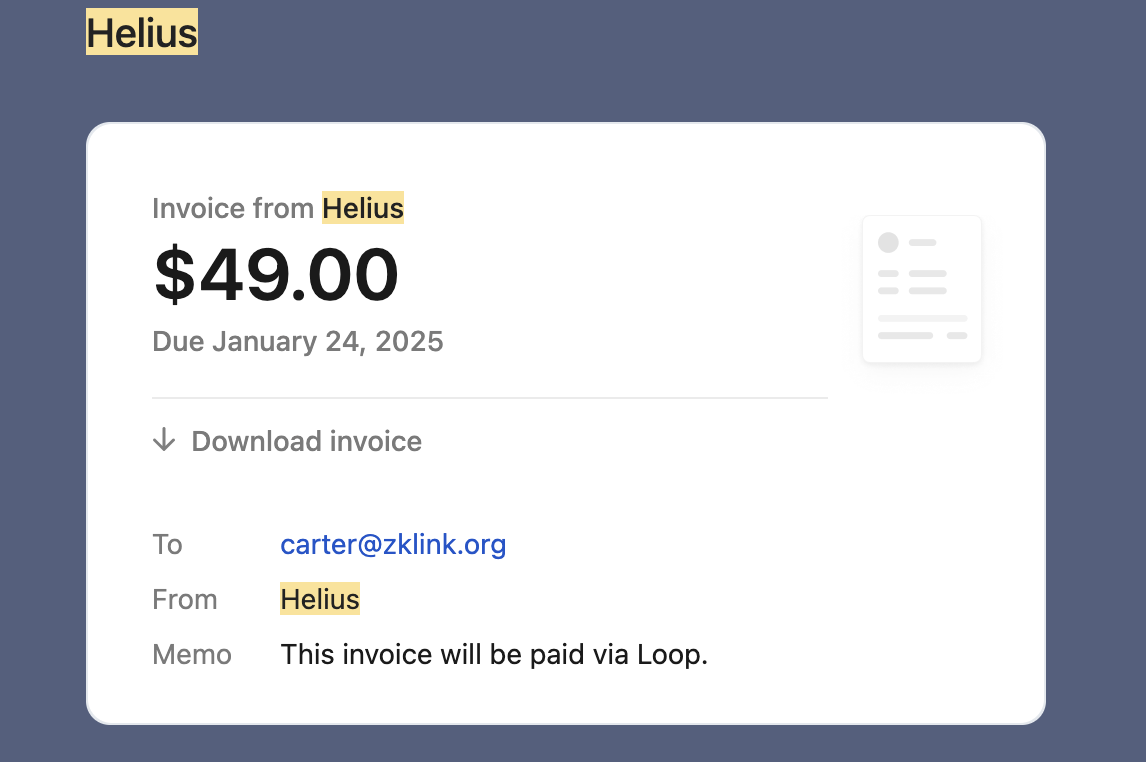 Helius
Invoice from Helius
$49.00
Due January 24, 2025
Download invoice
To carter@zklink.org
From Helius
Memo This invoice will be paid via Loop.